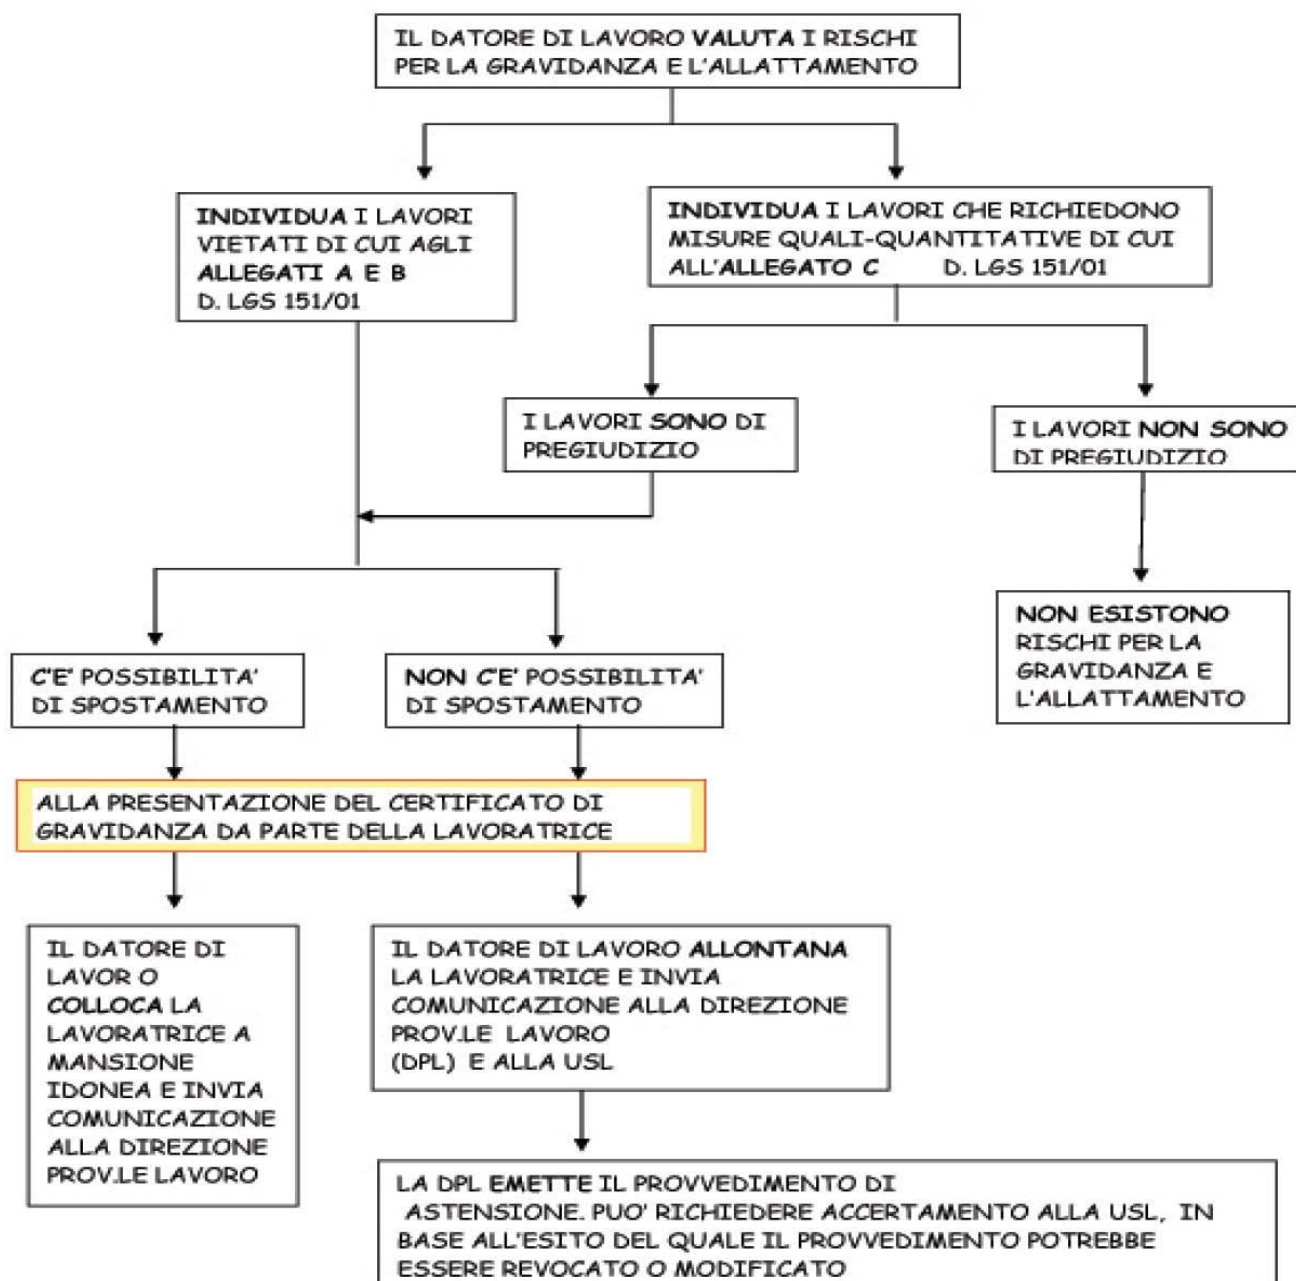 IL DATORE DI LAVORO VALUTA I RISCHI
PER LA GRAVIDANZA E L'ALLATTAMENTO
INDIVIDUA I LAVORI
VIETATI DI CUI AGLI
ALLEGATI A E B
D. LGS 151/01
INDIVIDUA I LAVORI CHE RICHIEDONO
MISURE QUALI-QUANTITATIVE DI CUI
ALL'ALLEGATO C D. LGS 151/01
I LAVORI SONO DI
PREGIUDIZIO
I LAVORI NON SONO
DI PREGIUDIZIO
NON ESISTONO
RISCHI PER LA
GRAVIDANZA E
L'ALLATTAMENTO
C'E' POSSIBILITA'
DI SPOSTAMENTO
NON C'E' POSSIBILITA'
DI SPOSTAMENTO
ALLA PRESENTAZIONE DEL CERTIFICATO DI
GRAVIDANZA DA PARTE DELLA LAVORATRICE
IL DATORE DI
LAVOR O
COLLOCA LA
LAVORATRICE A
MANSIONE
IDONEA E INVIA
COMUNICAZIONE
ALLA DIREZIONE
PROV.LE LAVORO
IL DATORE DI LAVORO ALLONTANA
LA LAVORATRICE E INVIA
COMUNICAZIONE ALLA DIREZIONE
PROV.LE LAVORO
(DPL) E ALLA USL
LA DPL EMETTE IL PROVVEDIMENTO DI
ASTENSIONE. PUO' RICHIEDERE ACCERTAMENTO ALLA USL, IN
BASE ALL'ESITO DEL QUALE IL PROVVEDIMENTO POTREBBE
ESSERE REVOCATO O MODIFICATO